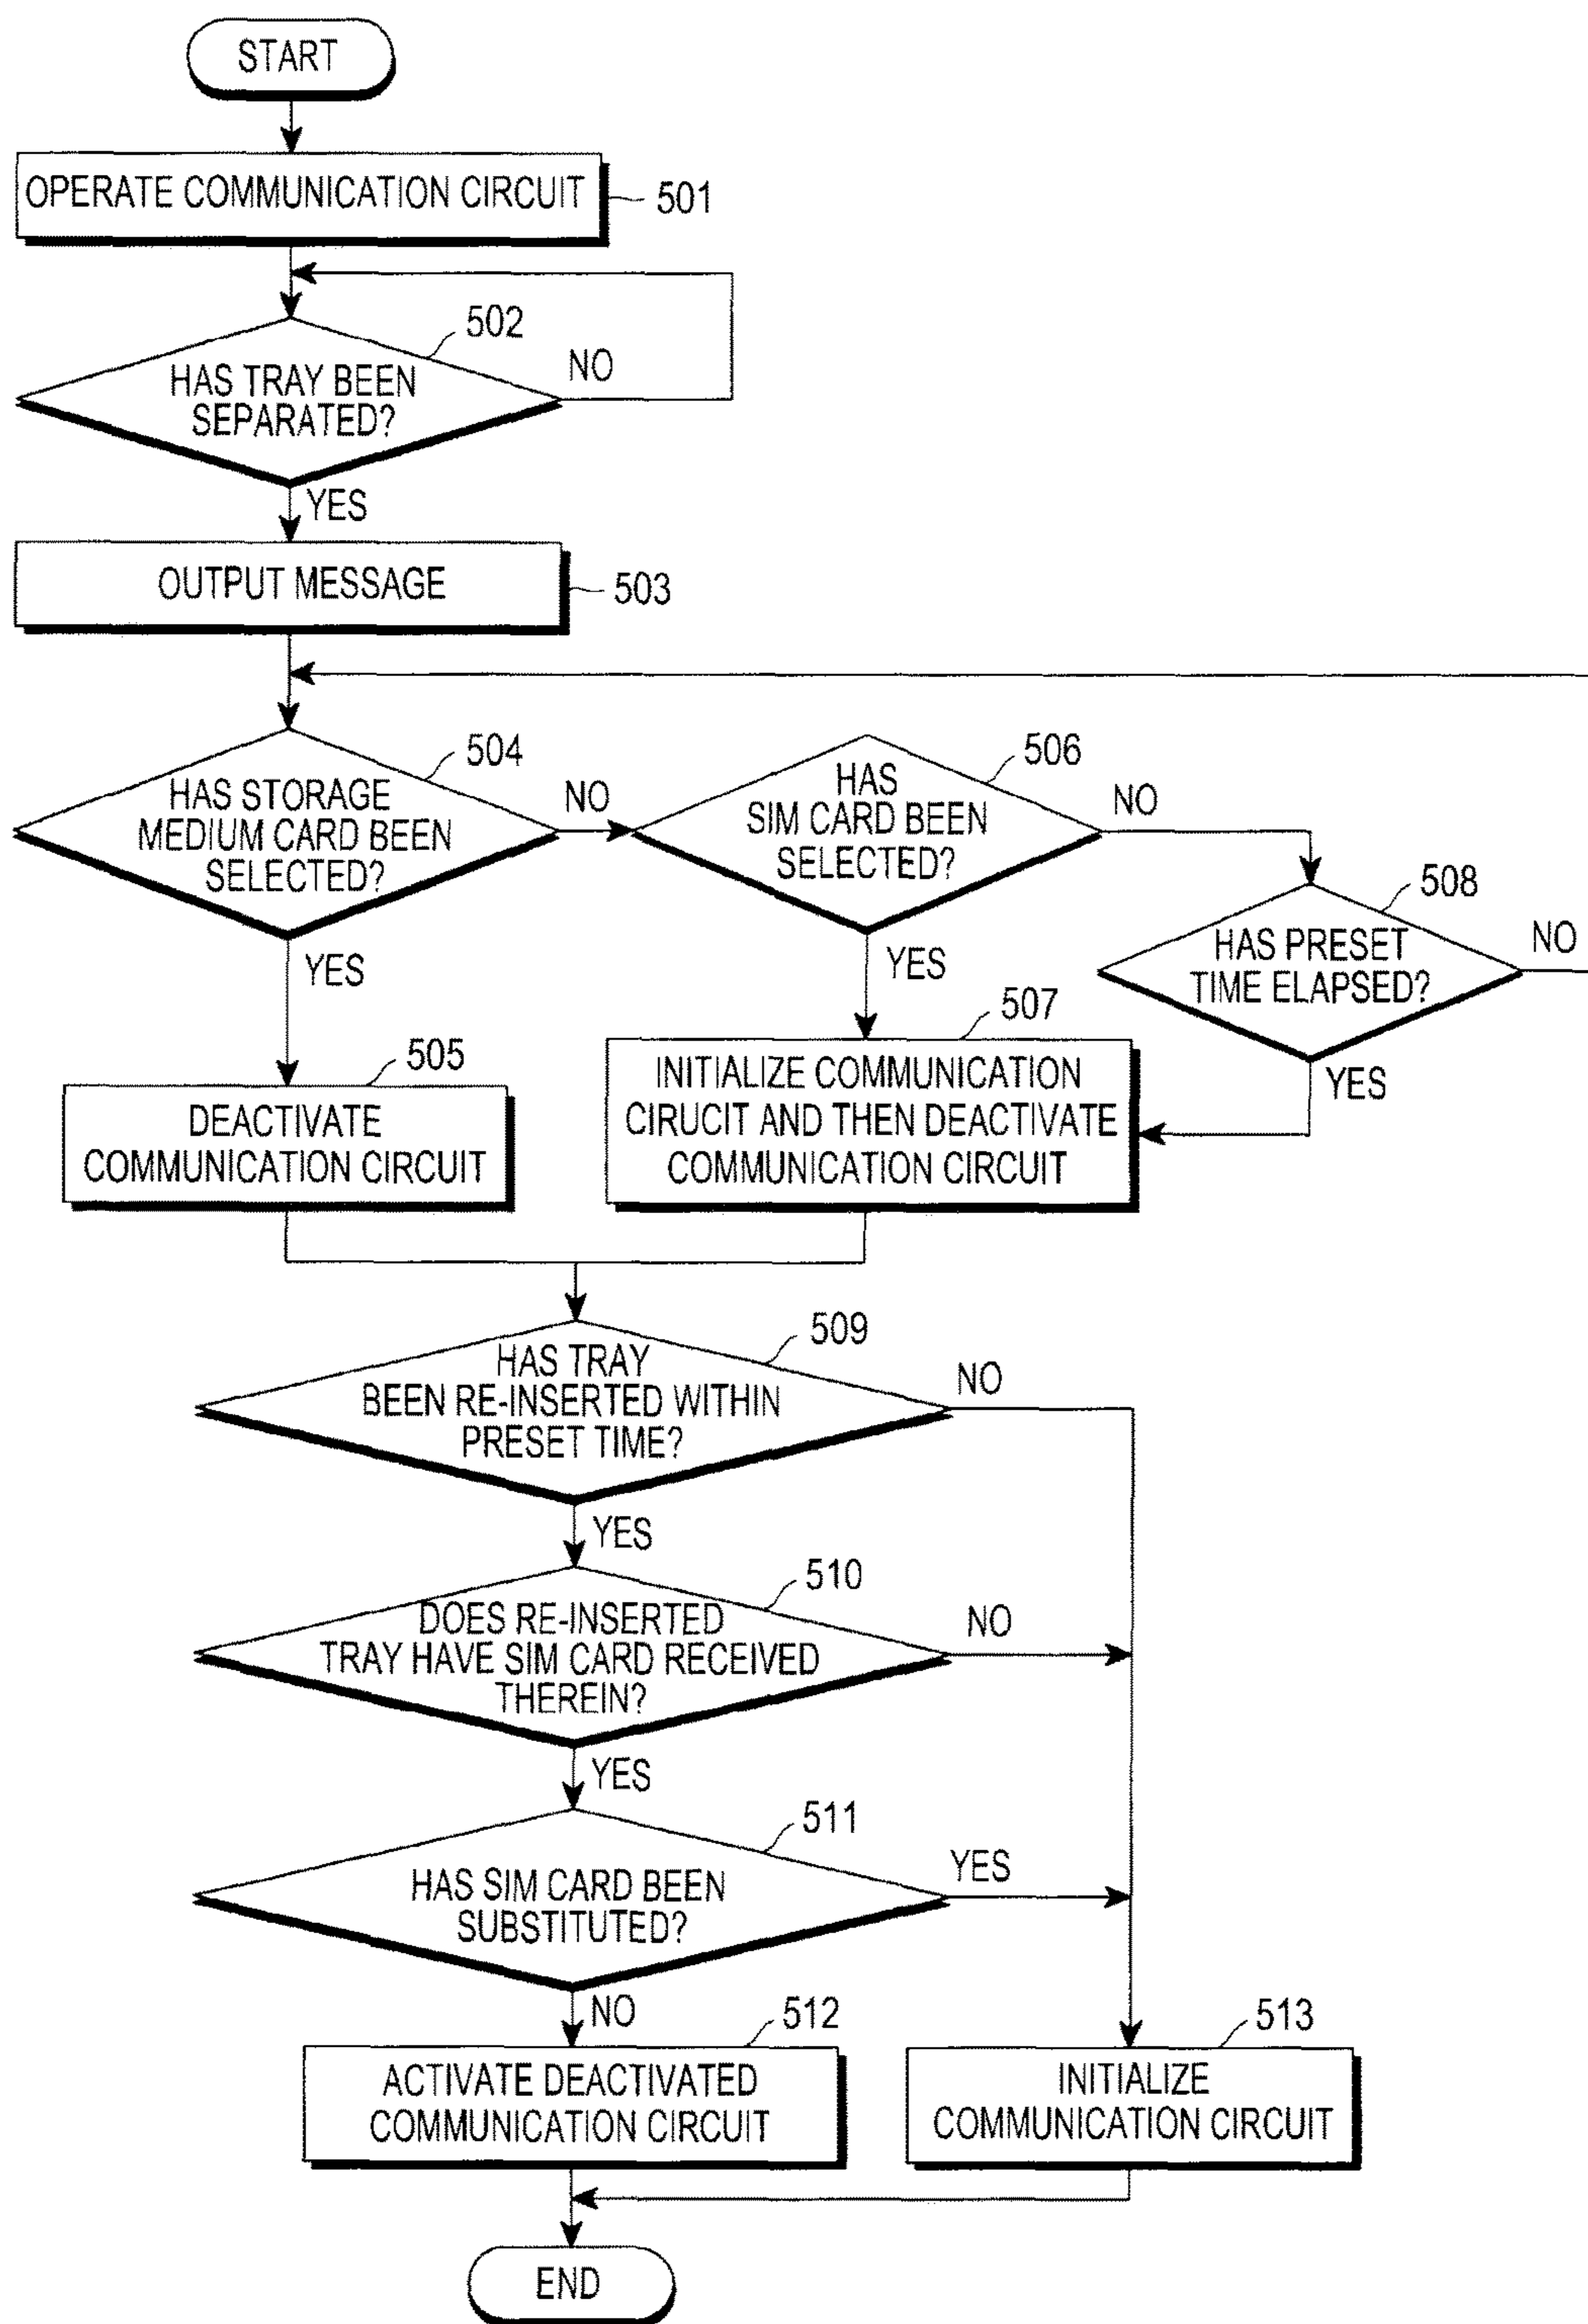 START
OPERATE COMMUNICATION CIRCUIT
501
502
HAS TRAY BEEN
SEPARATED?
NO
YES
OUTPUT MESSAGE
503
504
HAS STORAGE
MEDIUM CARD BEEN
SELECTED?
NO
YES
506
HAS
SIM CARD BEEN
SELECTED?
NO
YES
508
HAS PRESET
TIME ELAPSED?
NO
YES
505
DEACTIVATE
COMMUNICATION CIRCUIT
507
INITIALIZE COMMUNICATION
CIRUCIT AND THEN DEACTIVATE
COMMUNICATION CIRCUIT
509
HAS TRAY
BEEN RE-INSERTED WITHIN
PRESET TIME?
NO
YES
510
DOES RE-INSERTED
TRAY HAVE SIM CARD RECEIVED
THEREIN?
NO
YES
511
HAS SIM CARD BEEN
SUBSTITUTED?
YES
NO
512
ACTIVATE DEACTIVATED
COMMUNICATION CIRCUIT
513
INITIALIZE
COMMUNICATION CIRCUIT
END